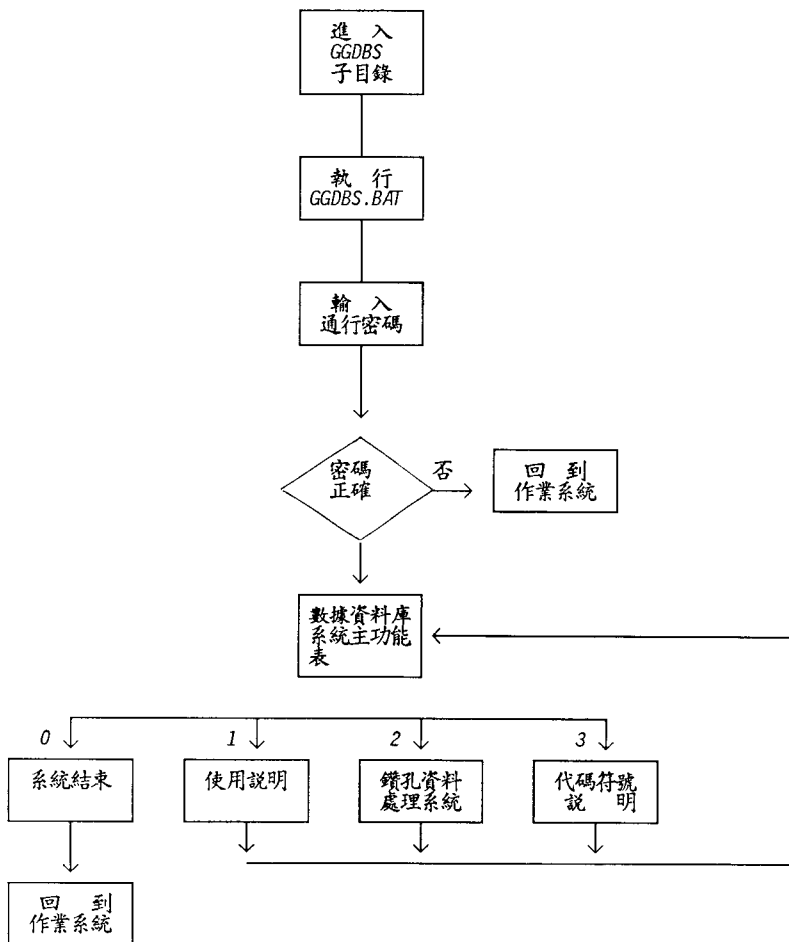 進 入
GGDBS
子目錄
執 行
GGDBS.BAT
輸 入
通行密碼
密碼
正確
否
回 到
作業系統
數據資料庫
系統主功能
表
0
1
2
3
系統結束
使用說明
鑽孔資料
處理系統
代碼符號
說 明
回 到
作業系統